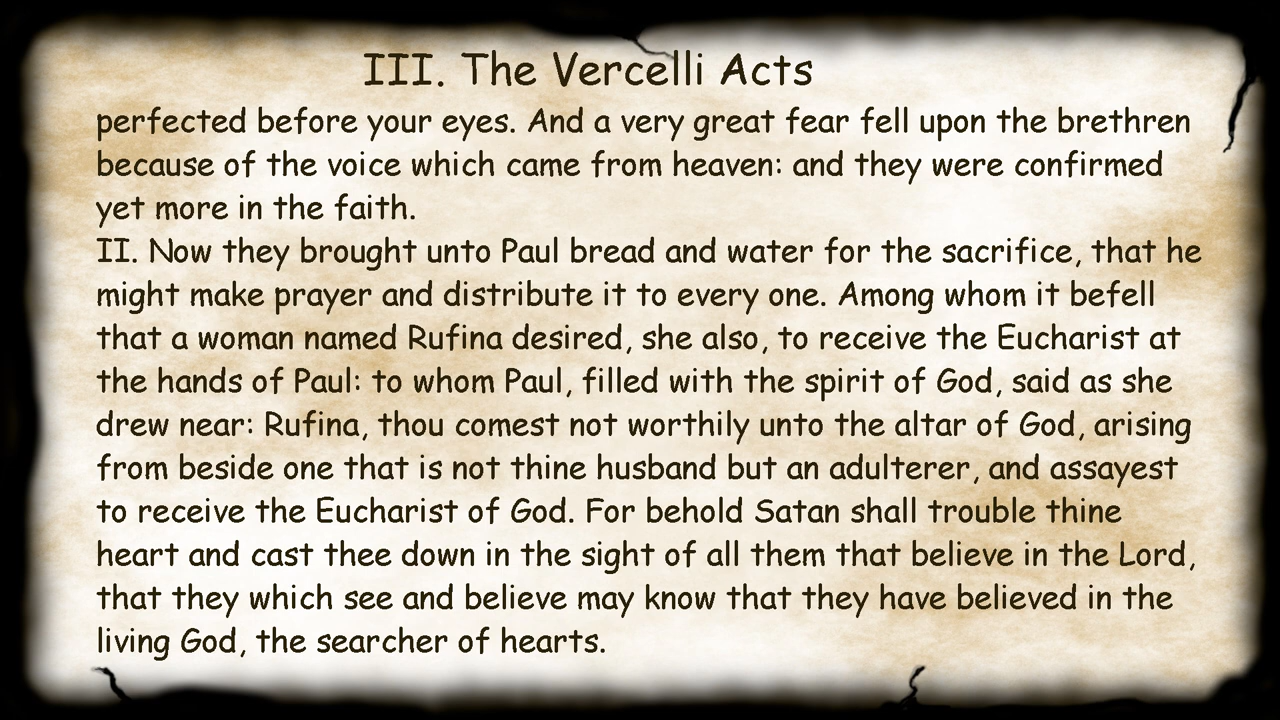 III. The Vercelli Acts
perfected before your eyes. And a very great fear fell upon the brethren
because of the voice which came from heaven: and they were confirmed
yet more in the faith.
II. Now they brought unto Paul bread and water for the sacrifice, that he
might make prayer and distribute it to every one. Among whom it befell
that a woman named Rufina desired, she also, to receive the Eucharist at
the hands of Paul: to whom Paul, filled with the spirit of God, said as she
drew near: Rufina, thou comest not worthily unto the altar of God, arising
from beside one that is not thine husband but an adulterer, and assayest
to receive the Eucharist of God. For behold Satan shall trouble thine
heart and cast thee down in the sight of all them that believe in the Lord,
that they which see and believe may know that they have believed in the
living God, the searcher of hearts.